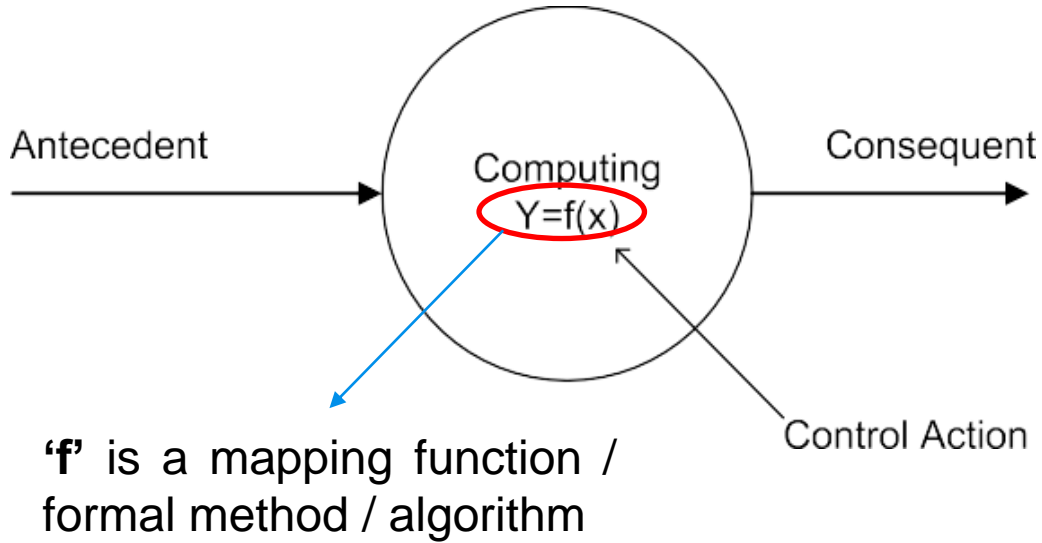 Antecedent
Consequent
Computing
Y=f(x)
Control Action
‘f’ is a mapping function /
formal method / algorithm